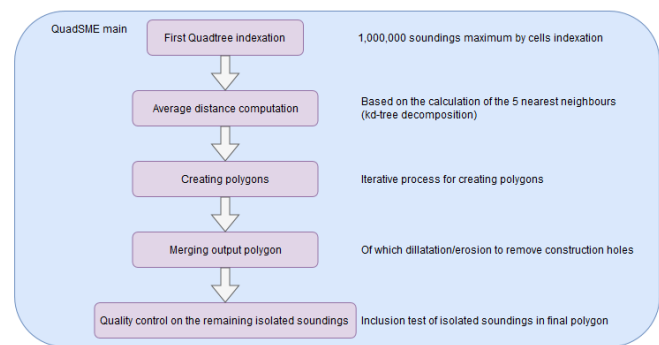 QuadSME main
First Quadtree indexation
1,000,000 soundings maximum by cells indexation
Average distance computation
Based on the calculation of the 5 nearest neighbours
(kd-tree decomposition)
Creating polygons
Iterative process for creating polygons
Merging output polygon
Of which dillatation/erosion to remove construction holes
Quality control on the remaining isolated soundings
Inclusion test of isolated soundings in final polygon